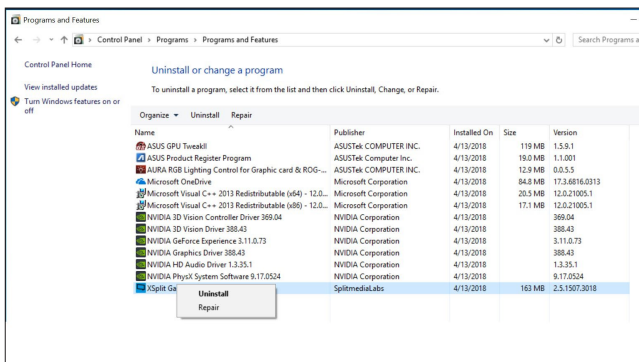 Programs and Features
Control Panel > Programs > Programs and Features
Search Programs a
Control Panel Home
View installed updates
Turn Windows features on or
off
Uninstall or change a program
To uninstall a program, select it from the list and then click Uninstall, Change, or Repair.
Organize Uninstall Repair
Name Publisher Installed On Size Version
ASUS GPU TweakII ASUSTek COMPUTER INC. 4/13/2018 119 MB 1.5.9.1
ASUS Product Register Program ASUSTek Computer Inc. 4/13/2018 19.0 MB 1.1.001
AURA RGB Lighting Control for Graphic card & ROG-... ASUSTek COMPUTER INC. 4/13/2018 12.9 MB 0.0.5.5
Microsoft OneDrive Microsoft Corporation 4/13/2018 84.8 MB 17.3.6816.0313
Microsoft Visual C++ 2013 Redistributable (x64) - 12.0... Microsoft Corporation 4/13/2018 20.5 MB 12.0.21005.1
Microsoft Visual C++ 2013 Redistributable (x86) - 12.0... Microsoft Corporation 4/13/2018 17.1 MB 12.0.21005.1
NVIDIA 3D Vision Controller Driver 369.04 NVIDIA Corporation 4/13/2018 369.04
NVIDIA 3D Vision Driver 388.43 NVIDIA Corporation 4/13/2018 388.43
NVIDIA GeForce Experience 3.11.0.73 NVIDIA Corporation 4/13/2018 3.11.0.73
NVIDIA Graphics Driver 388.43 NVIDIA Corporation 4/13/2018 388.43
NVIDIA HD Audio Driver 1.3.35.1 NVIDIA Corporation 4/13/2018 1.3.35.1
NVIDIA PhysX System Software 9.17.0524 NVIDIA Corporation 4/13/2018 9.17.0524
XSplit Ga SplitmediaLabs 4/13/2018 163 MB 2.5.1507.3018
Uninstall
Repair